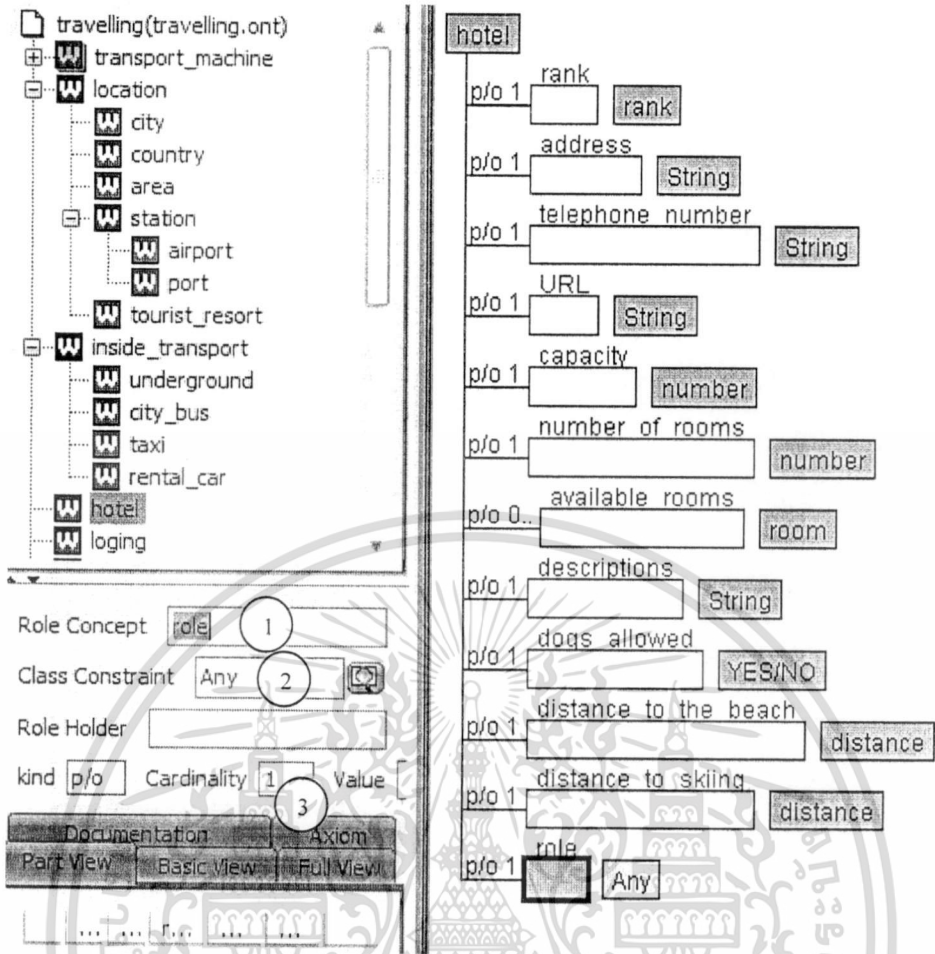 travelling(travelling.ont)
transport_machine
location
city
country
area
station
airport
port
tourist_resort
inside_transport
underground
city_bus
taxi
rental_car
hotel
loging
Role Concept role 1
Class Constraint Any 2
Role Holder
kind p/o Cardinality 1 Value
3
Documentation Axiom
Part View Basic View Full View
... ... r... ... ...
hotel
rank
p/o 1 rank
address
p/o 1 String
telephone number
p/o 1 String
URL
p/o 1 String
capacity
p/o 1 number
number of rooms
p/o 1 number
available rooms
p/o 0.. room
descriptions
p/o 1 String
dogs allowed
p/o 1 YES/NO
distance to the beach
p/o 1 distance
distance to skiing
p/o 1 distance
role
p/o 1 Any